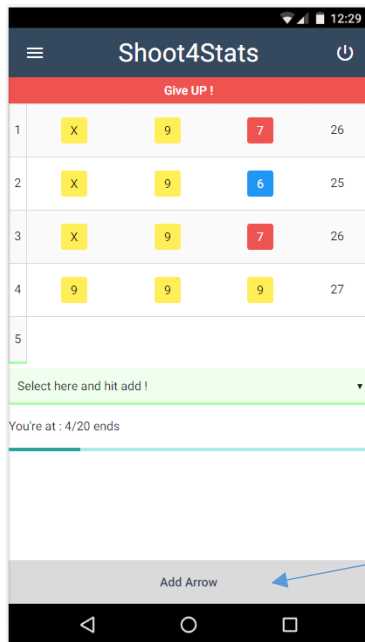 12:29
Shoot4Stats
Give UP !
1 X 9 7 26
2 X 9 6 25
3 X 9 7 26
4 9 9 9 27
5
Select here and hit add !
You're at : 4/20 ends
Add Arrow